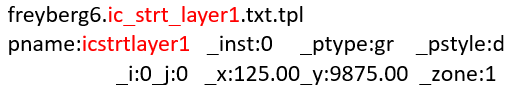 freyberg6.ic_strt_layer1.txt.tpl
pname:icstrtlayer1 _inst:0 _ptype:gr _pstyle:d
_i:0_j:0 _x:125.00_y:9875.00 _zone:1